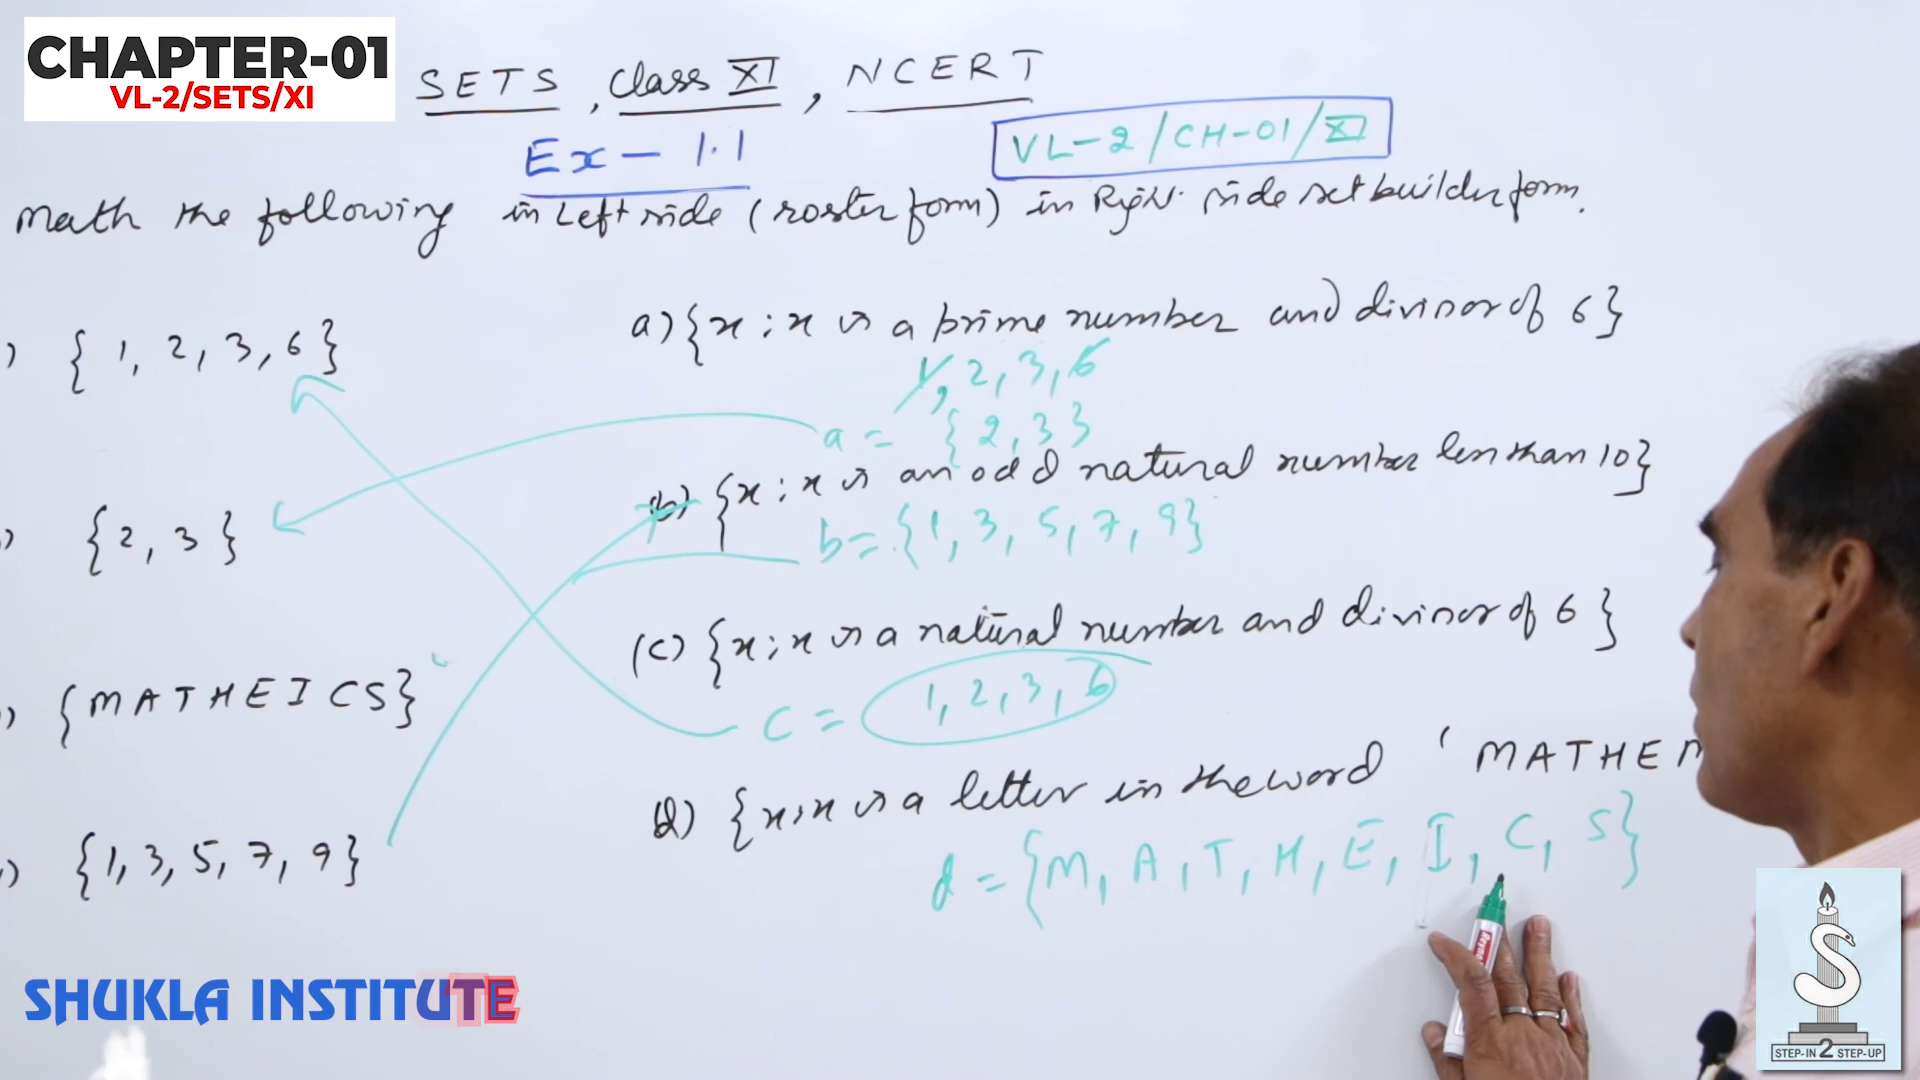 CHAPTER-01
VL-2/SETS/XI
SETS, Class XI, NCERT
Ex - 1.1
VL-2/CH-01/XI
Math the following in Left side (roster form) in Right side set builder form.
) {1, 2, 3, 6}
a) {x : x is a prime number and divisor of 6}
1, 2, 3, 6
a = {2, 3}
) {2, 3}
(b) {x : x is an odd natural number less than 10}
b = {1, 3, 5, 7, 9}
(c) {x : x is a natural number and divisor of 6}
) {MATHEICS}
c = 1, 2, 3, 6
d) {x : x is a letter in the word 'MATHEM
) {1, 3, 5, 7, 9}
d = {M, A, T, H, E, I, C, S}
SHUKLA INSTITUTE
S
STEP-IN 2 STEP-UP